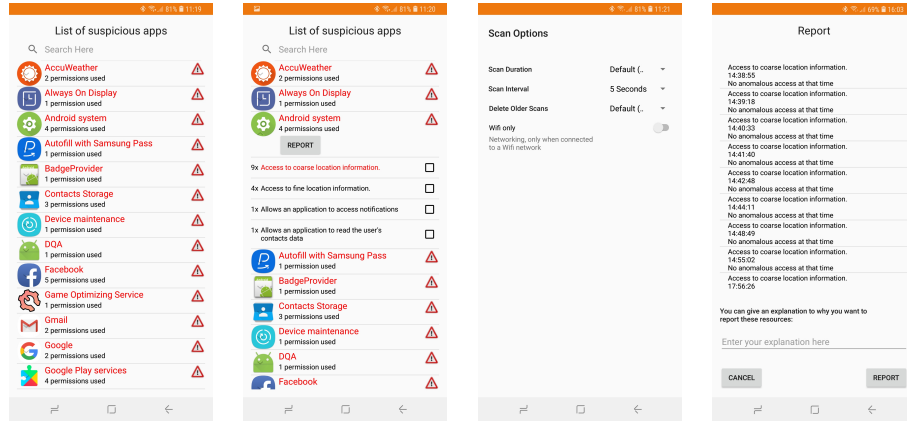 81% 11:19
List of suspicious apps
Search Here
AccuWeather
2 permissions used
Always On Display
1 permission used
Android system
4 permissions used
Autofill with Samsung Pass
1 permission used
BadgeProvider
1 permission used
Contacts Storage
3 permissions used
Device maintenance
1 permission used
DQA
1 permission used
Facebook
5 permissions used
Game Optimizing Service
1 permission used
Gmail
2 permissions used
Google
2 permissions used
Google Play services
4 permissions used
81% 11:20
List of suspicious apps
Search Here
AccuWeather
2 permissions used
Always On Display
1 permission used
Android system
4 permissions used
REPORT
9x Access to coarse location information.
4x Access to fine location information.
1x Allows an application to access notifications
1x Allows an application to read the user's
contacts data
Autofill with Samsung Pass
1 permission used
BadgeProvider
1 permission used
Contacts Storage
3 permissions used
Device maintenance
1 permission used
DQA
1 permission used
Facebook
81% 11:21
Scan Options
Scan Duration Default (..
Scan Interval 5 Seconds
Delete Older Scans Default (..
Wifi only
Networking, only when connected
to a Wifi network
69% 16:03
Report
Access to coarse location information.
14:38:55
No anomalous access at that time
Access to coarse location information.
14:39:18
No anomalous access at that time
Access to coarse location information.
14:40:33
No anomalous access at that time
Access to coarse location information.
14:41:40
No anomalous access at that time
Access to coarse location information.
14:42:48
No anomalous access at that time
Access to coarse location information.
14:44:11
No anomalous access at that time
Access to coarse location information.
14:48:49
No anomalous access at that time
Access to coarse location information.
14:55:02
No anomalous access at that time
Access to coarse location information.
17:56:26
You can give an explanation to why you want to
report these resources:
Enter your explanation here
CANCEL REPORT